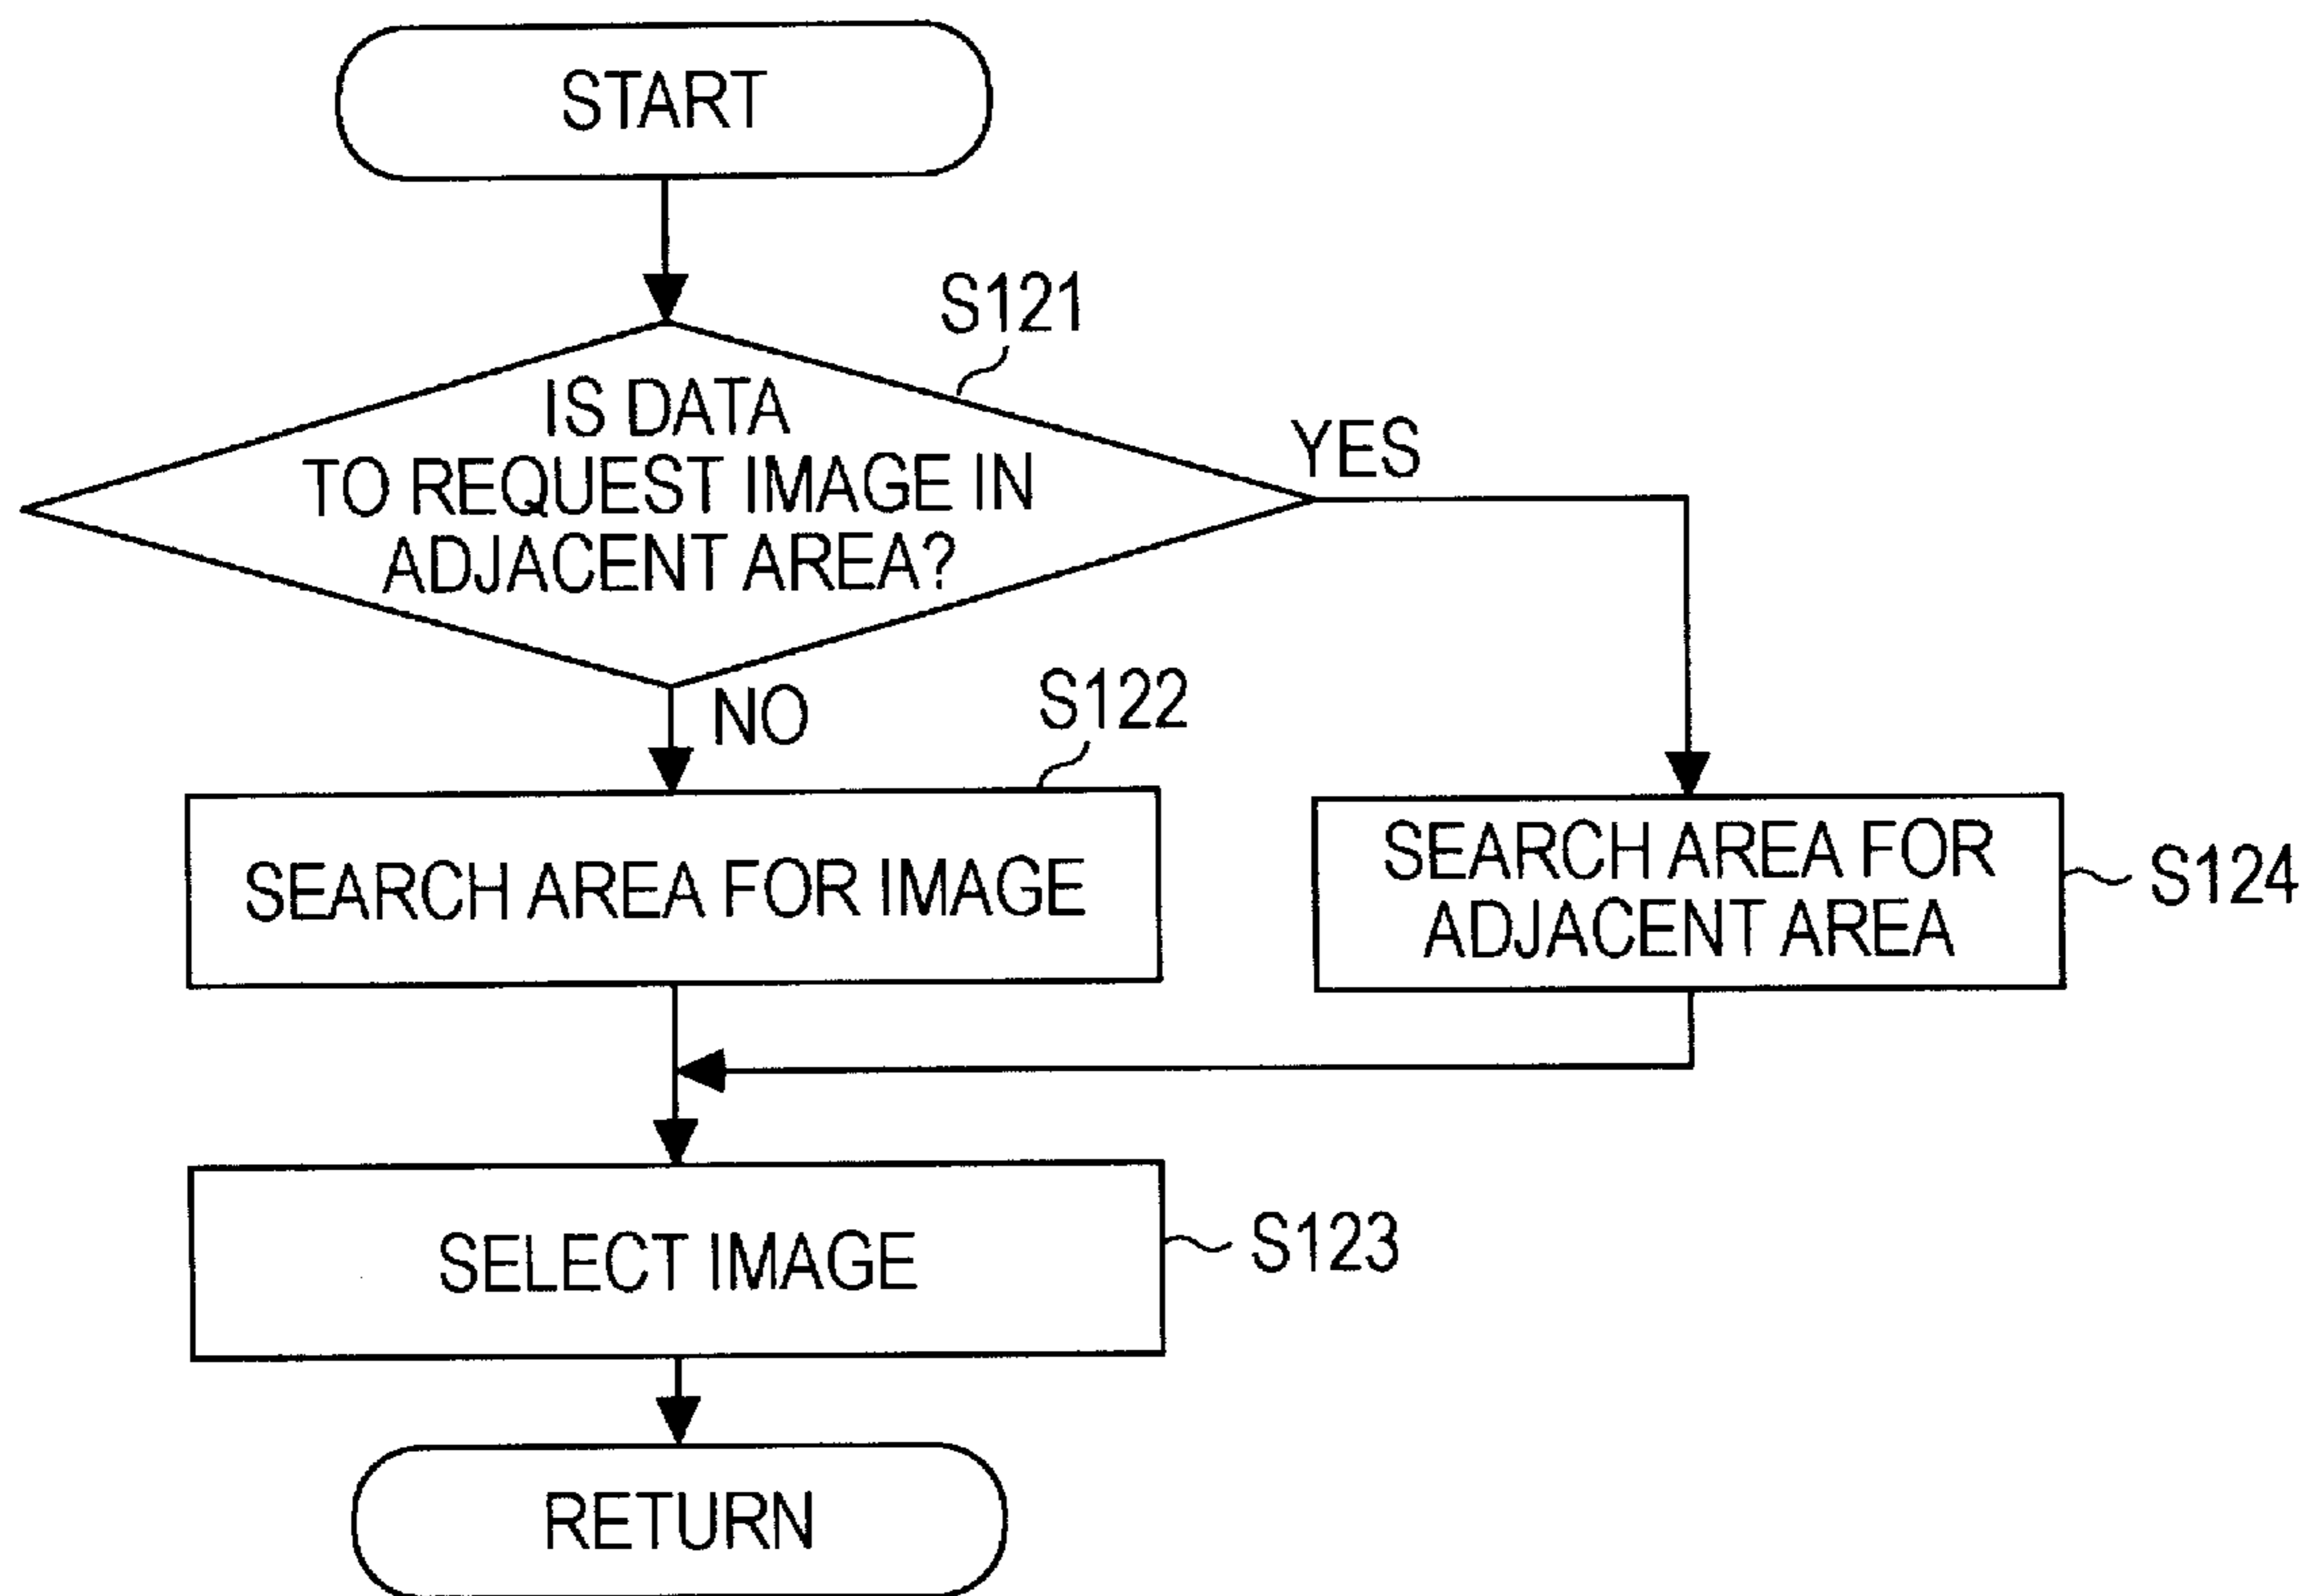 START
S121
IS DATA
TO REQUEST IMAGE IN
ADJACENT AREA?
YES
NO
S122
SEARCH AREA FOR IMAGE
SEARCH AREA FOR
ADJACENT AREA
S124
SELECT IMAGE
S123
RETURN